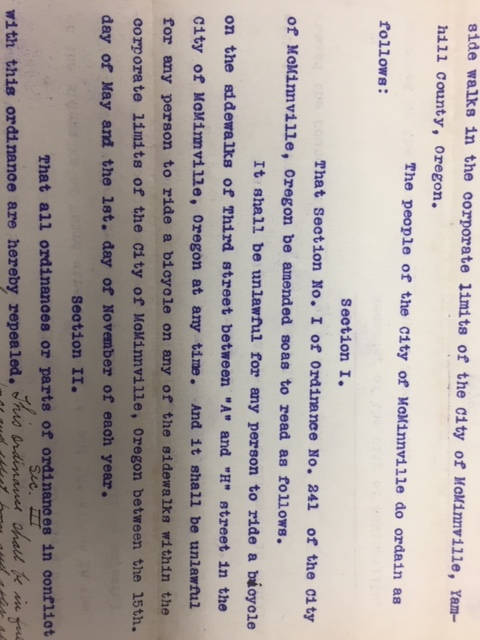 side walks in the corporate limits of the City of McMinnville, Yam-
hill County, Oregon.
The people of the City of McMinnville do ordain as
follows:
Section I.
That Section No. I of Ordinance No. 241 of the City
of McMinnville, Oregon be amended soas to read as follows.
It shall be unlawful for any person to ride a bicycle
on the sidewalks of Third street between "A" and "H" street in the
City of McMinnville, Oregon at any time. And it shall be unlawful
for any person to ride a bicycle on any of the sidewalks within the
corporate limits of the City of McMinnville, Oregon between the 15th.
day of May and the 1st. day of November of each year.
Section II.
That all ordinances or parts of ordinances in conflict
with this ordinance are hereby repealed.
Sec. III
This ordinance shall be in